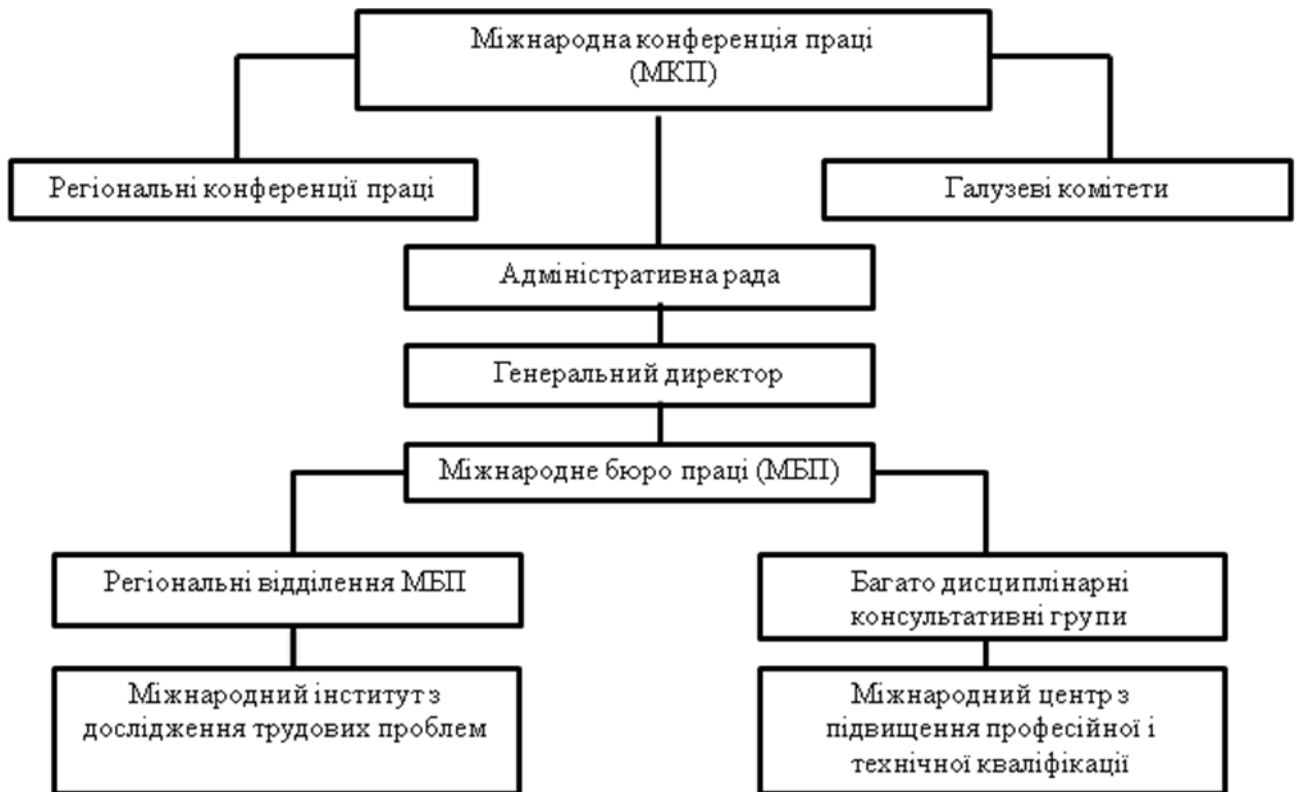 Міжнародна конференція праці
(МКП)
Регіональні конференції праці
Галузеві комітети
Адміністративна рада
Генеральний директор
Міжнародне бюро праці (МБП)
Регіональні відділення МБП
Багато дисциплінарні
консультативні групи
Міжнародний інститут з
дослідження трудових проблем
Міжнародний центр з
підвищення професійної і
технічної кваліфікації